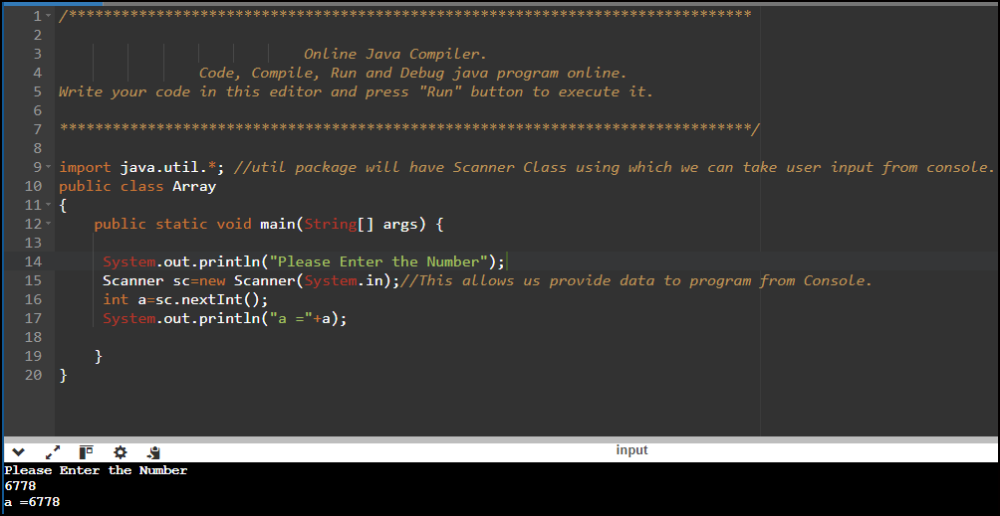 1 /******************************************************************************
2
3 Online Java Compiler.
4 Code, Compile, Run and Debug java program online.
5 Write your code in this editor and press "Run" button to execute it.
6
7 *******************************************************************************/
8
9 import java.util.*; //util package will have Scanner Class using which we can take user input from console.
10 public class Array
11 {
12 public static void main(String[] args) {
13
14 System.out.println("Please Enter the Number");
15 Scanner sc=new Scanner(System.in);//This allows us provide data to program from Console.
16 int a=sc.nextInt();
17 System.out.println("a ="+a);
18
19 }
20 }
input
Please Enter the Number
6778
a =6778